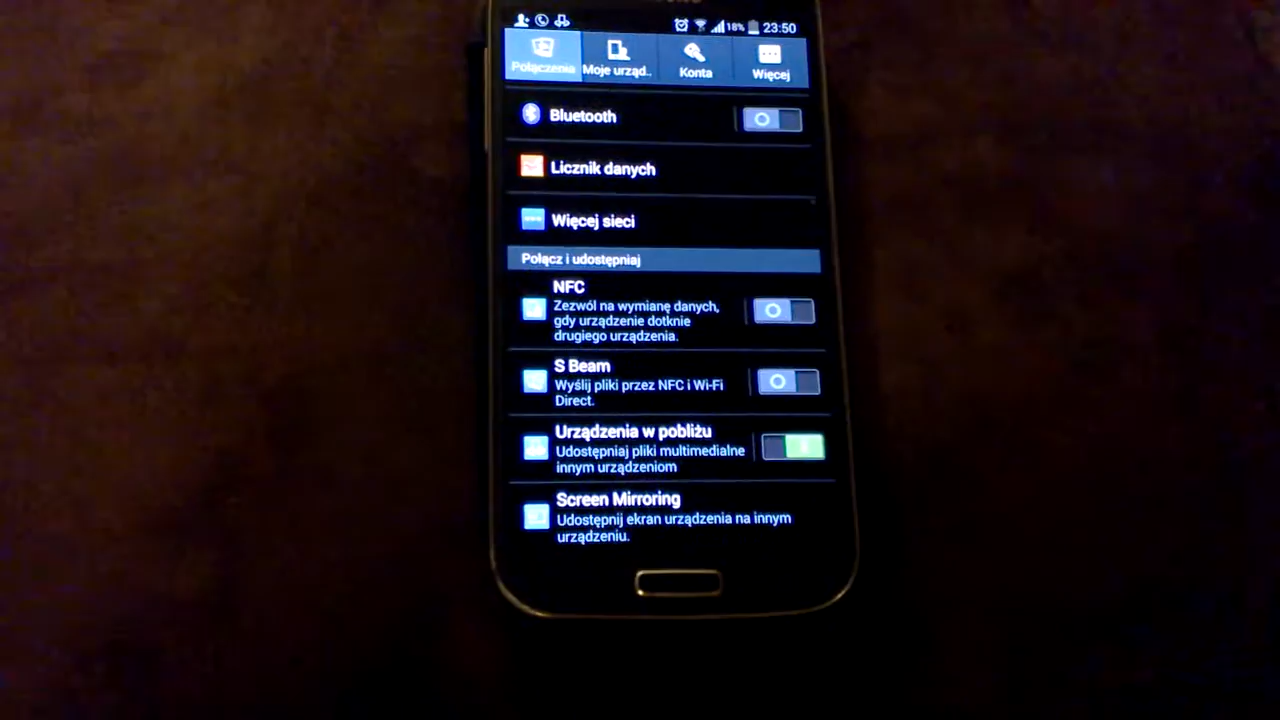 18% 23:50
Połączenia Moje urząd.. Konta Więcej
Bluetooth
Licznik danych
Więcej sieci
Połącz i udostępniaj
NFC
Zezwól na wymianę danych,
gdy urządzenie dotknie
drugiego urządzenia.
S Beam
Wyślij pliki przez NFC i Wi-Fi
Direct.
Urządzenia w pobliżu
Udostępniaj pliki multimedialne
innym urządzeniom
Screen Mirroring
Udostępnij ekran urządzenia na innym
urządzeniu.